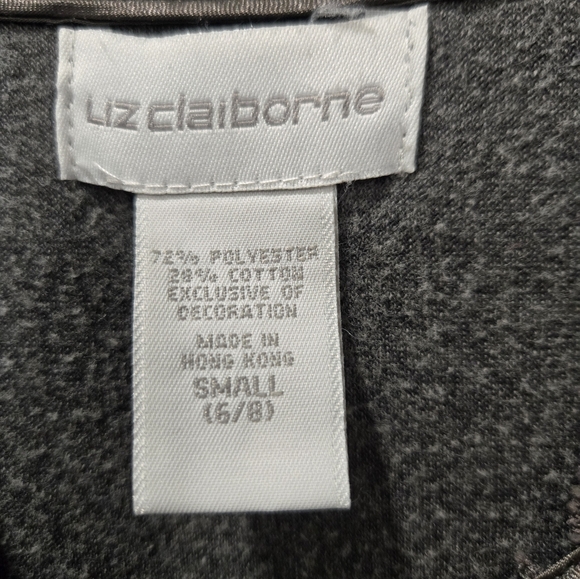 Liz claiborne
72% POLYESTER
28% COTTON
EXCLUSIVE OF
DECORATION
MADE IN
HONG KONG
SMALL
(6/8)